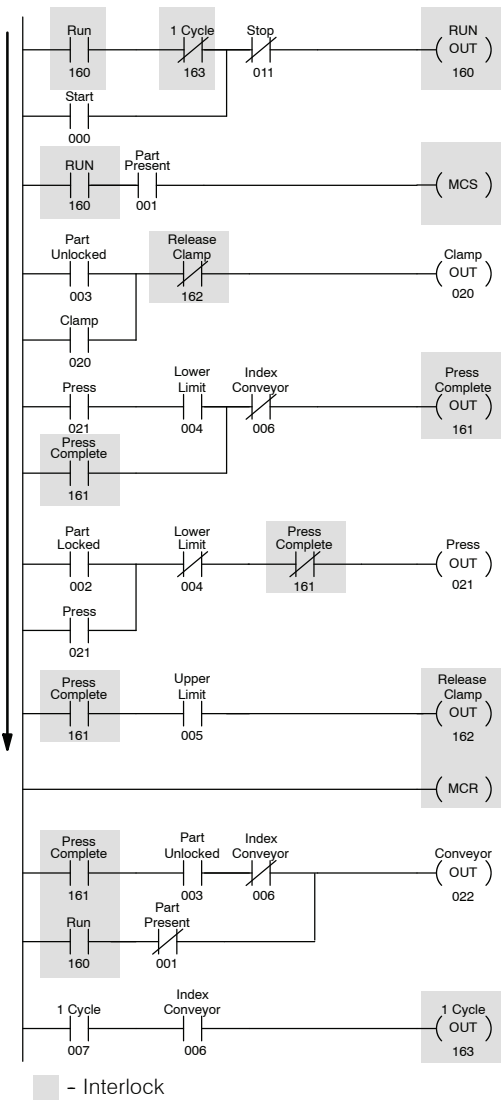 Run 1 Cycle Stop RUN
OUT
160 163 011 160
Start
000
RUN Part Present
MCS
160 001
Part Unlocked Release Clamp Clamp
OUT
003 162 020
Clamp
020
Press Lower Limit Index Conveyor Press Complete
OUT
021 004 006 161
Press Complete
161
Part Locked Lower Limit Press Complete Press
OUT
002 004 161 021
Press
021
Press Complete Upper Limit Release Clamp
OUT
161 005 162
MCR
Press Complete Part Unlocked Index Conveyor Conveyor
OUT
161 003 006 022
Run Part Present
160 001
1 Cycle Index Conveyor 1 Cycle
OUT
007 006 163
- Interlock